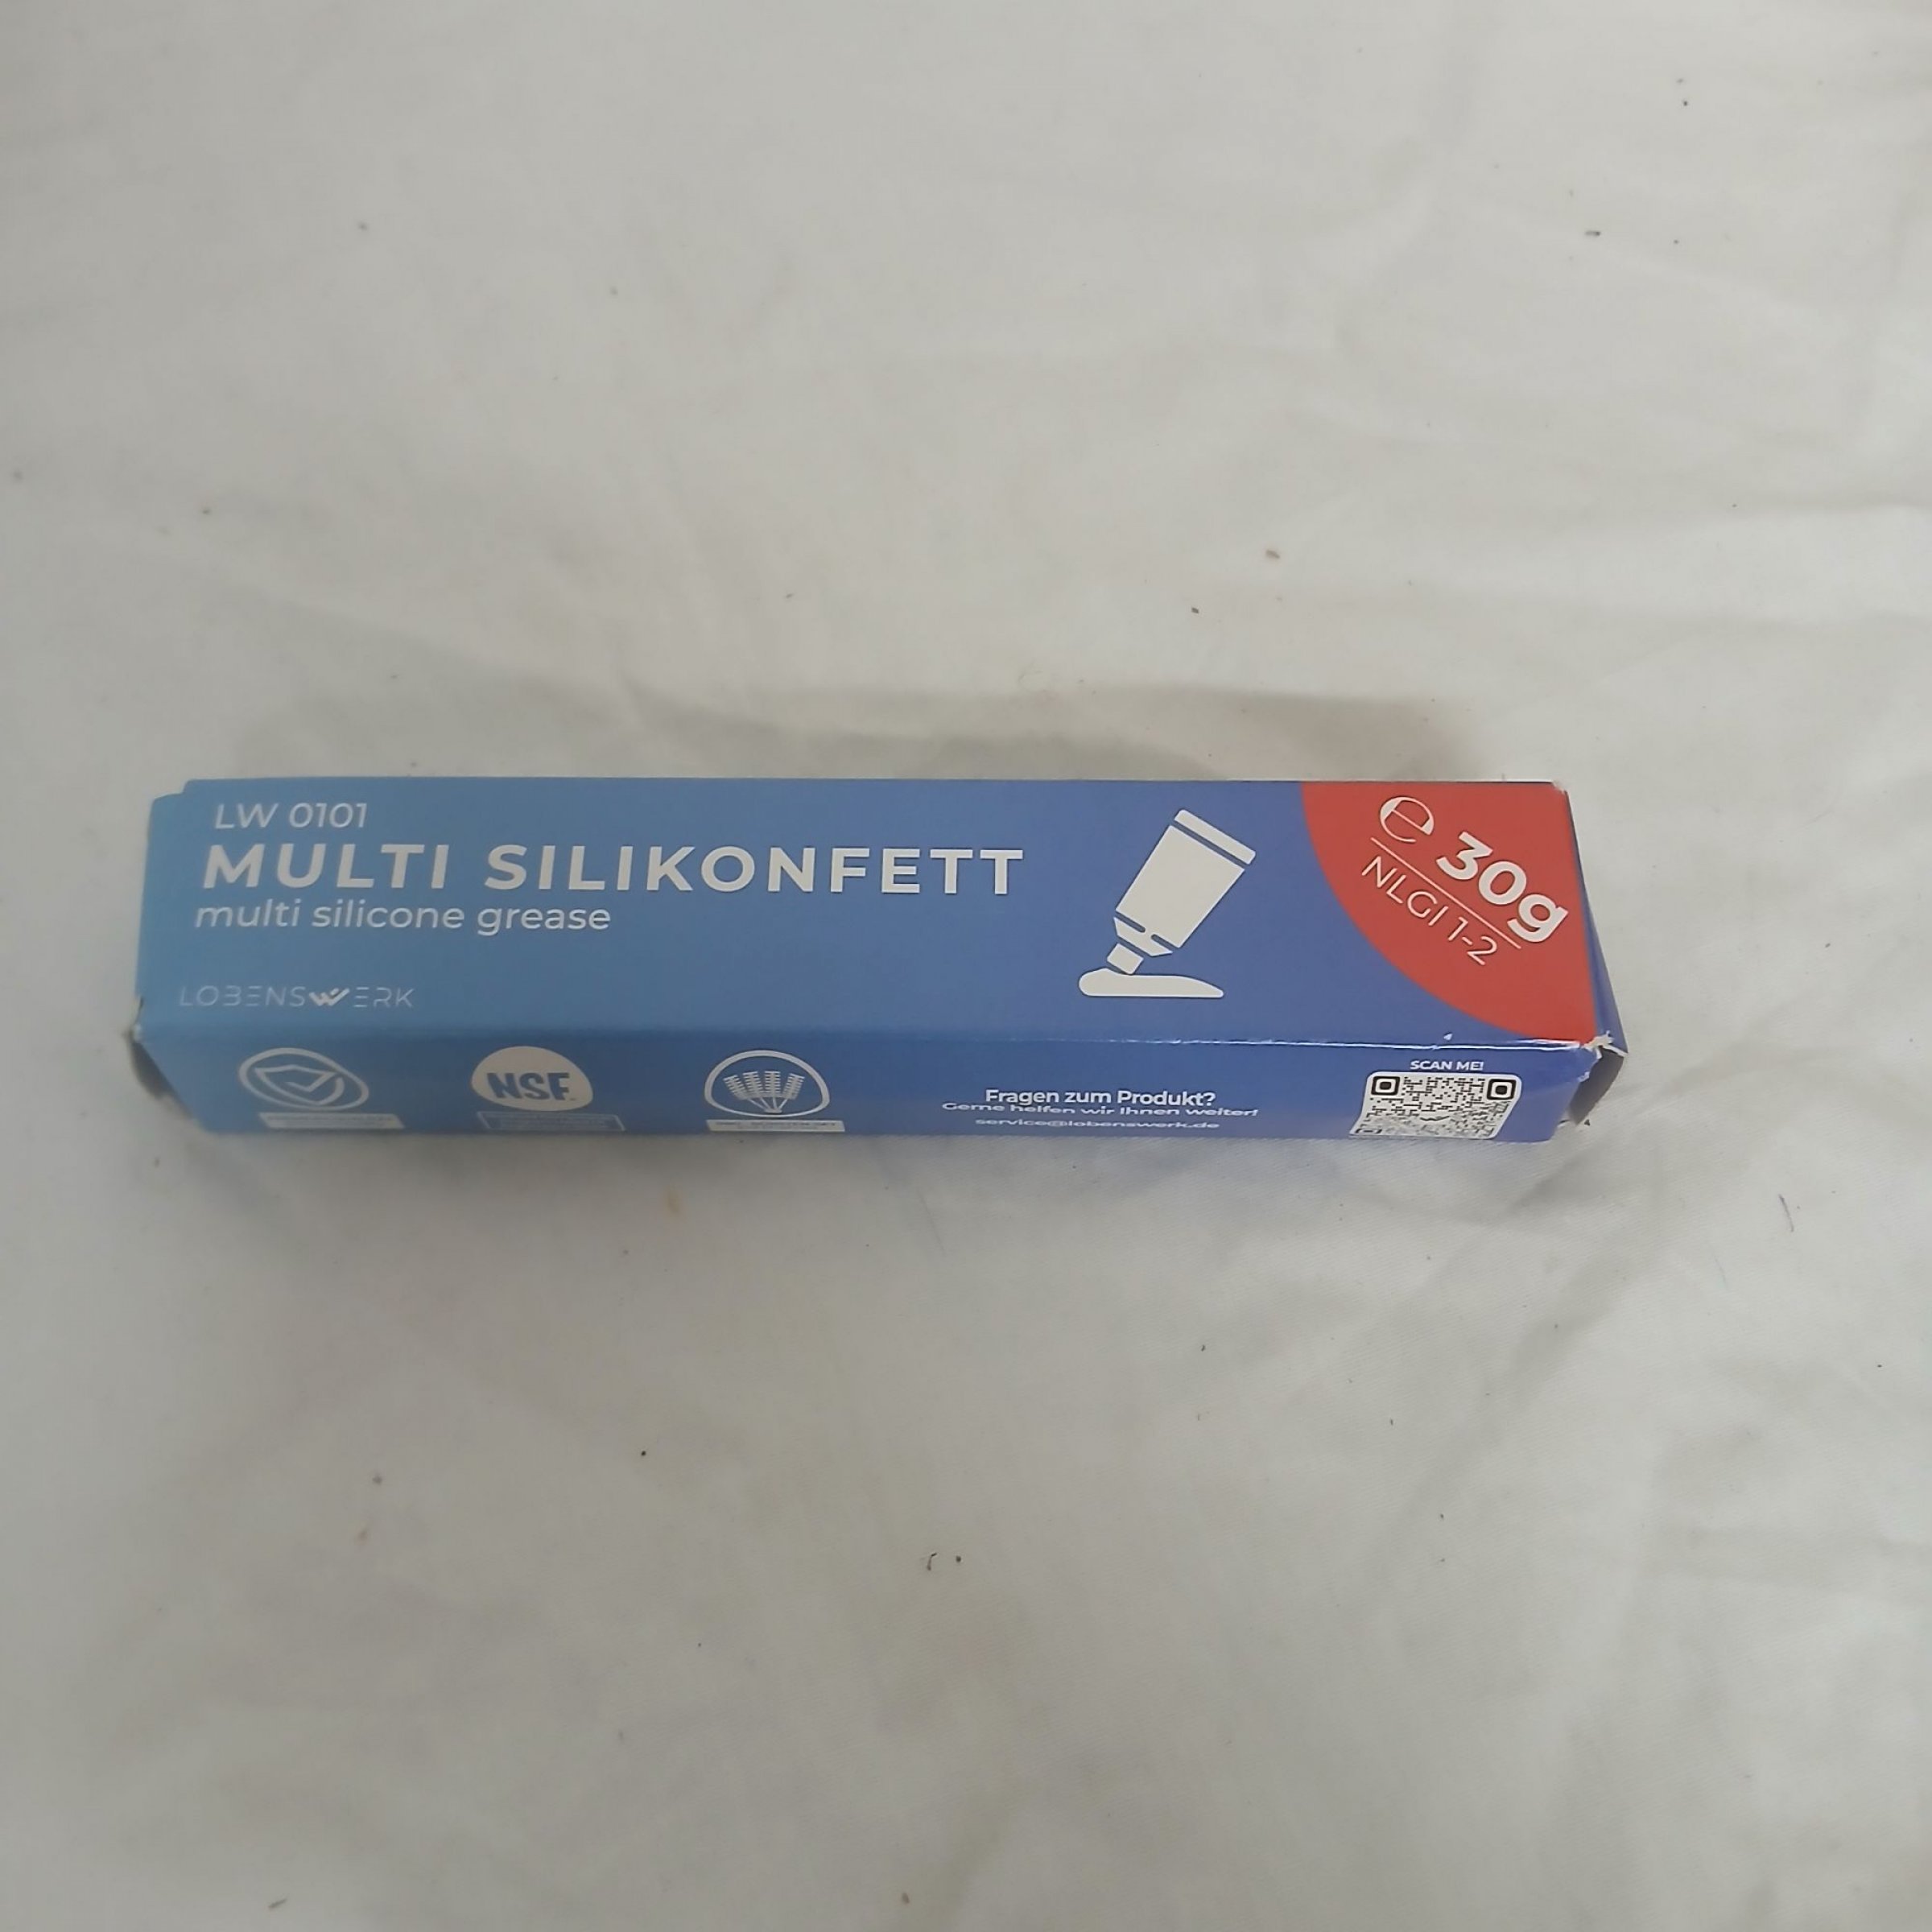 LW 0101
MULTI SILIKONFETT
multi silicone grease
LOBENSWERK
e 30g
NLGI 1-2
NSF
Fragen zum Produkt?
Gerne helfen wir Ihnen weiter!
service@lobenswerk.de
SCAN ME!